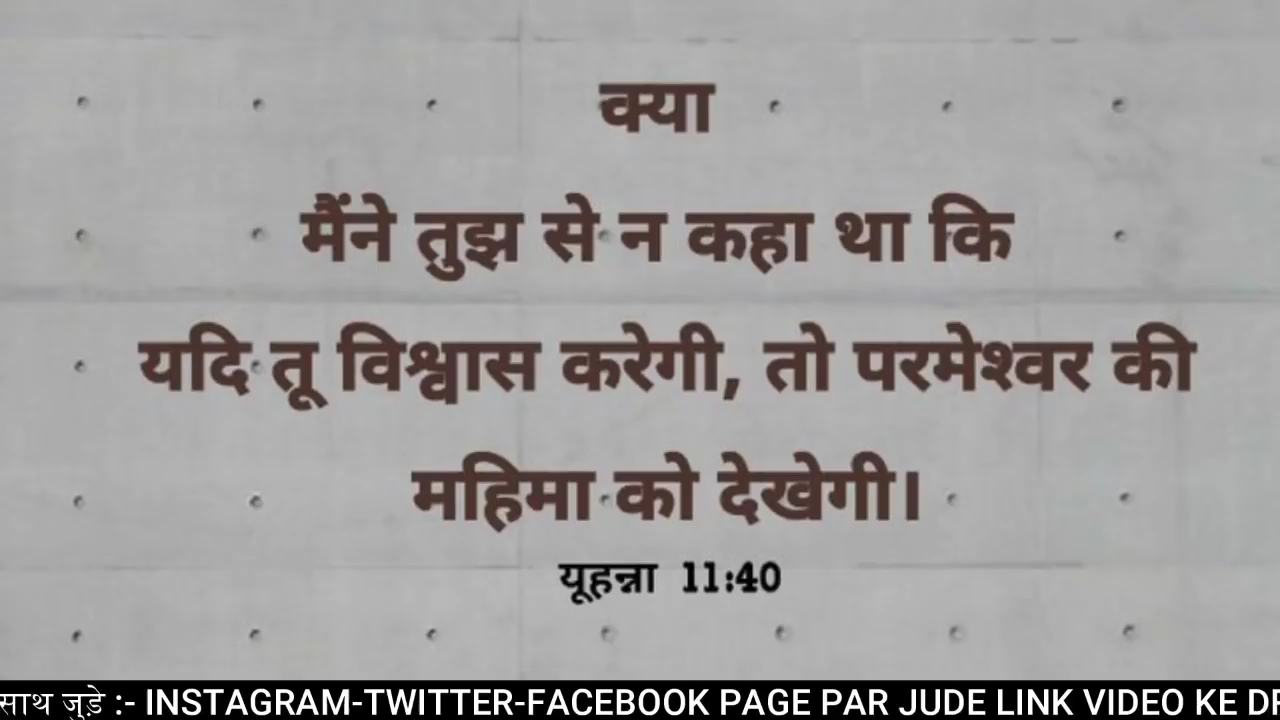 क्या
मैंने तुझ से न कहा था कि
यदि तू विश्वास करेगी, तो परमेश्वर की
महिमा को देखेगी।
यूहन्ना 11:40
साथ जुड़े :- INSTAGRAM-TWITTER-FACEBOOK PAGE PAR JUDE LINK VIDEO KE